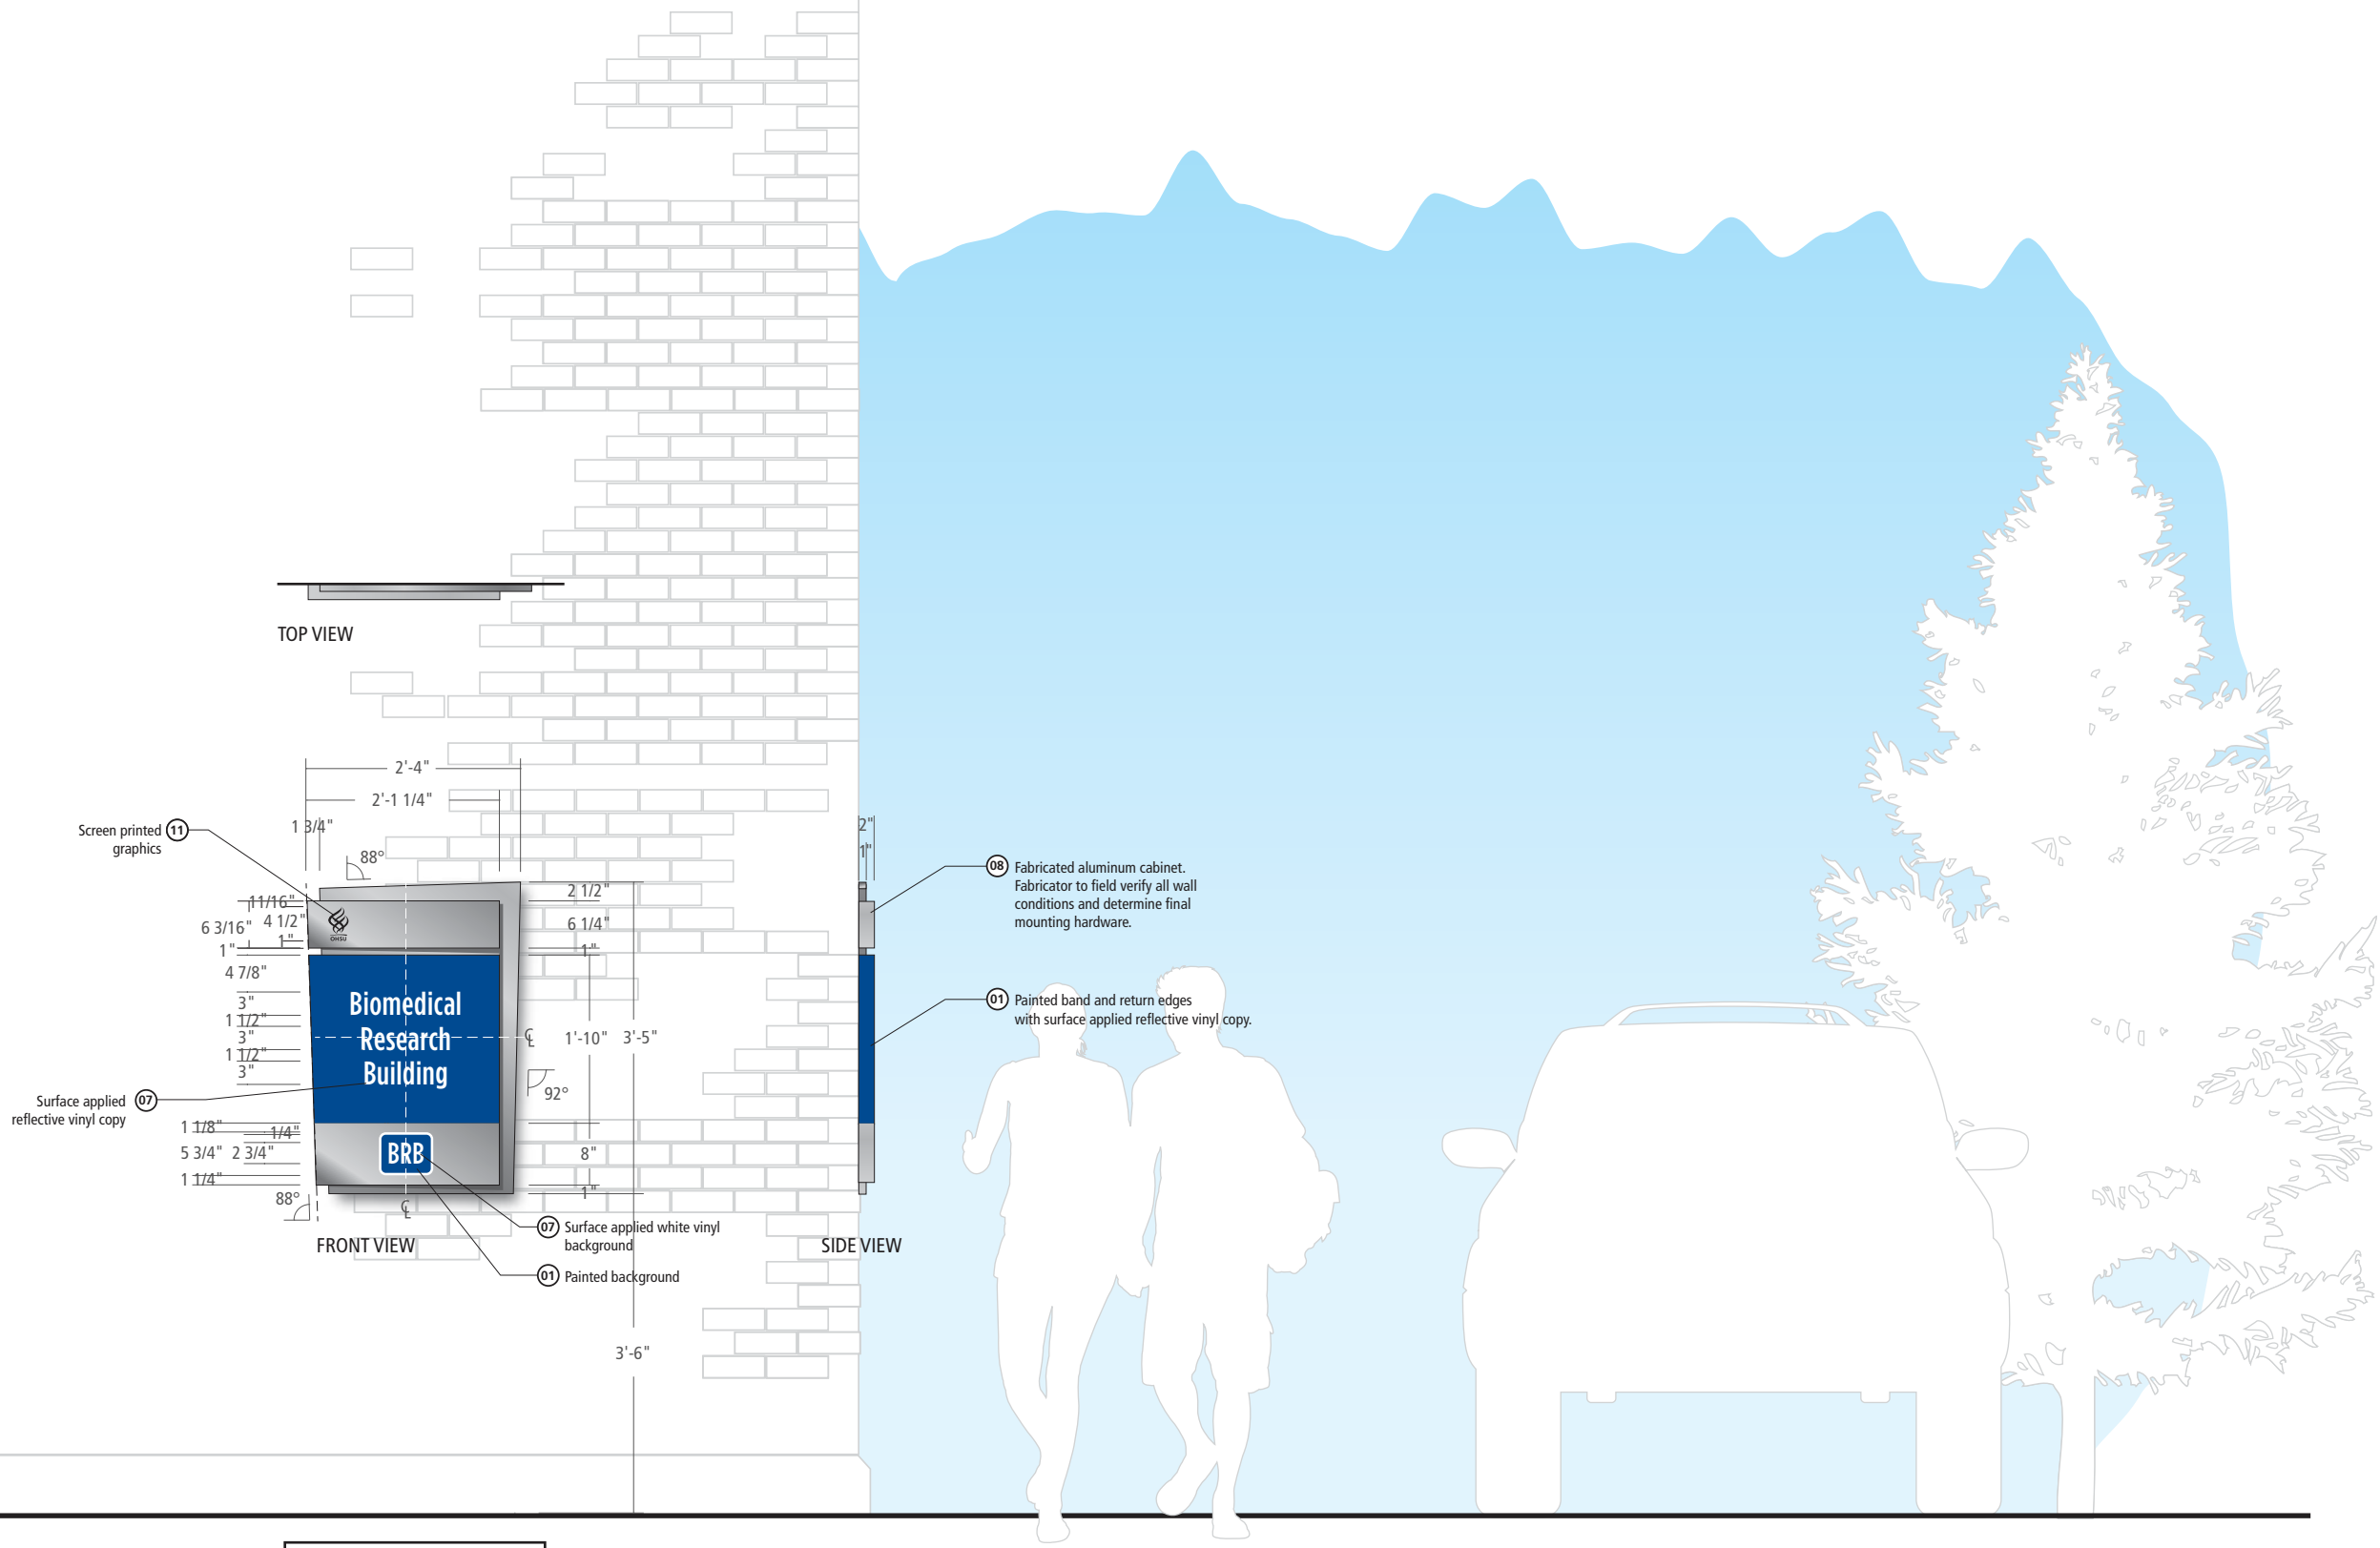 TOP VIEW
2'-4"
2'-1 1/4"
1 3/4"
88°
Screen printed 11
graphics
2"
1"
08 Fabricated aluminum cabinet.
Fabricator to field verify all wall
conditions and determine final
mounting hardware.
11/16"
6 3/16"
4 1/2"
1"
1"
OHSU
2 1/2"
6 1/4"
1"
4 7/8"
3"
1 1/2"
3"
1 1/2"
3"
Biomedical
Research
Building
℄
1'-10"
3'-5"
92°
01 Painted band and return edges
with surface applied reflective vinyl copy.
Surface applied 07
reflective vinyl copy
1 1/8"
1/4"
5 3/4"
2 3/4"
1 1/4"
88°
BRB
8"
1"
℄
07 Surface applied white vinyl
background
FRONT VIEW
SIDE VIEW
01 Painted background
3'-6"